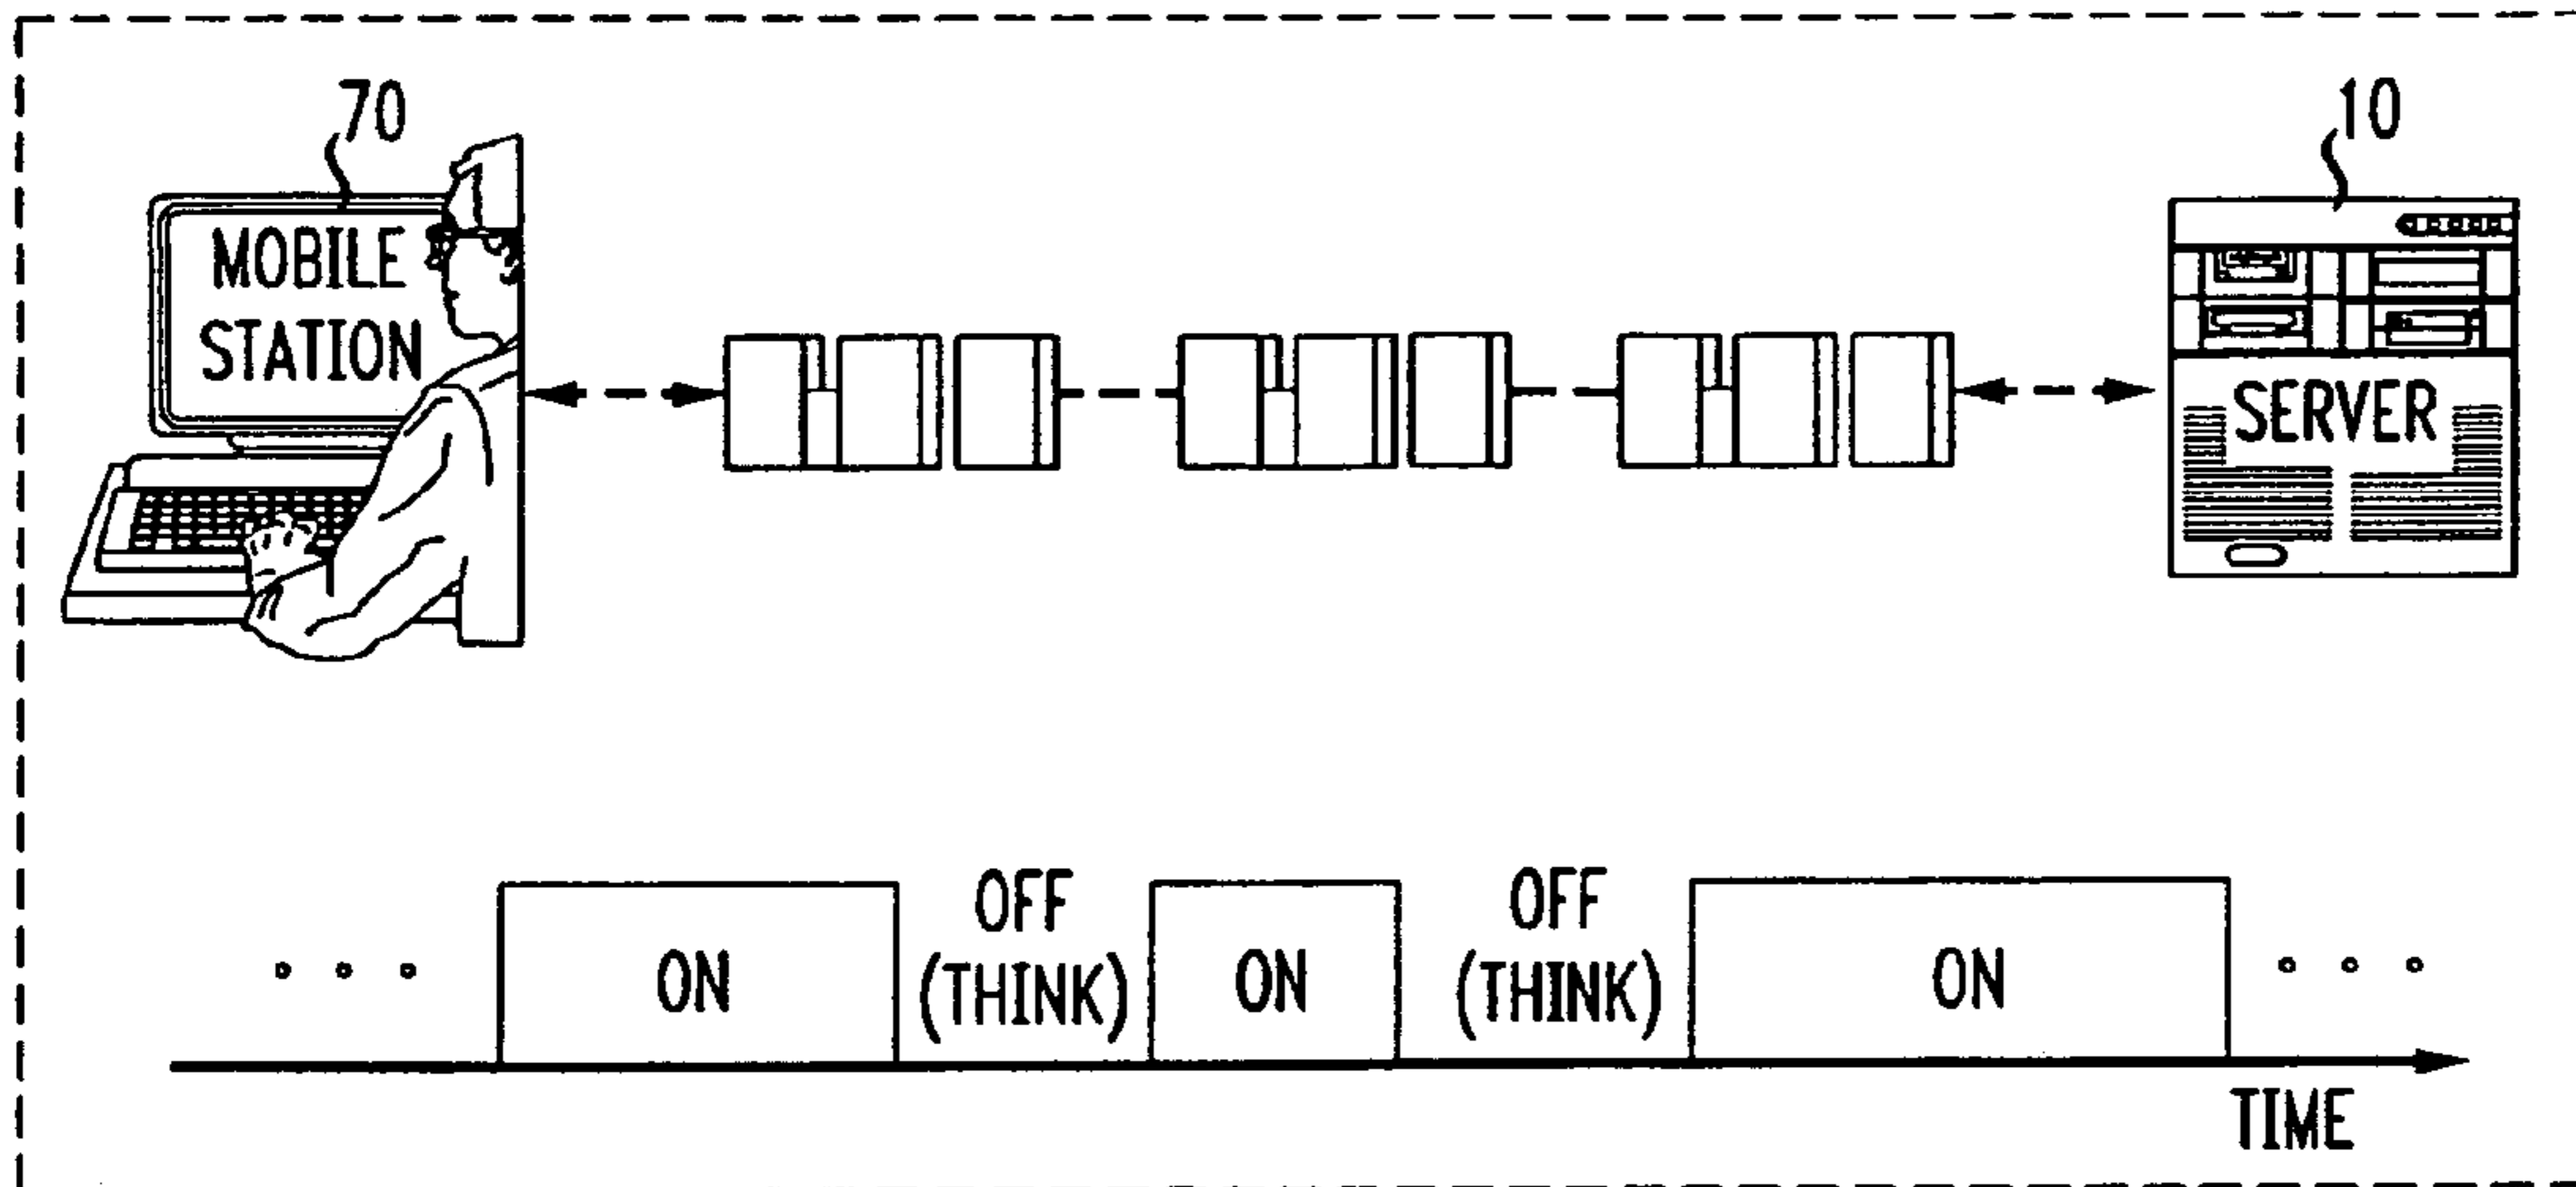 70
10
MOBILE
STATION
SERVER
OFF
(THINK)
OFF
(THINK)
ON
ON
ON
TIME